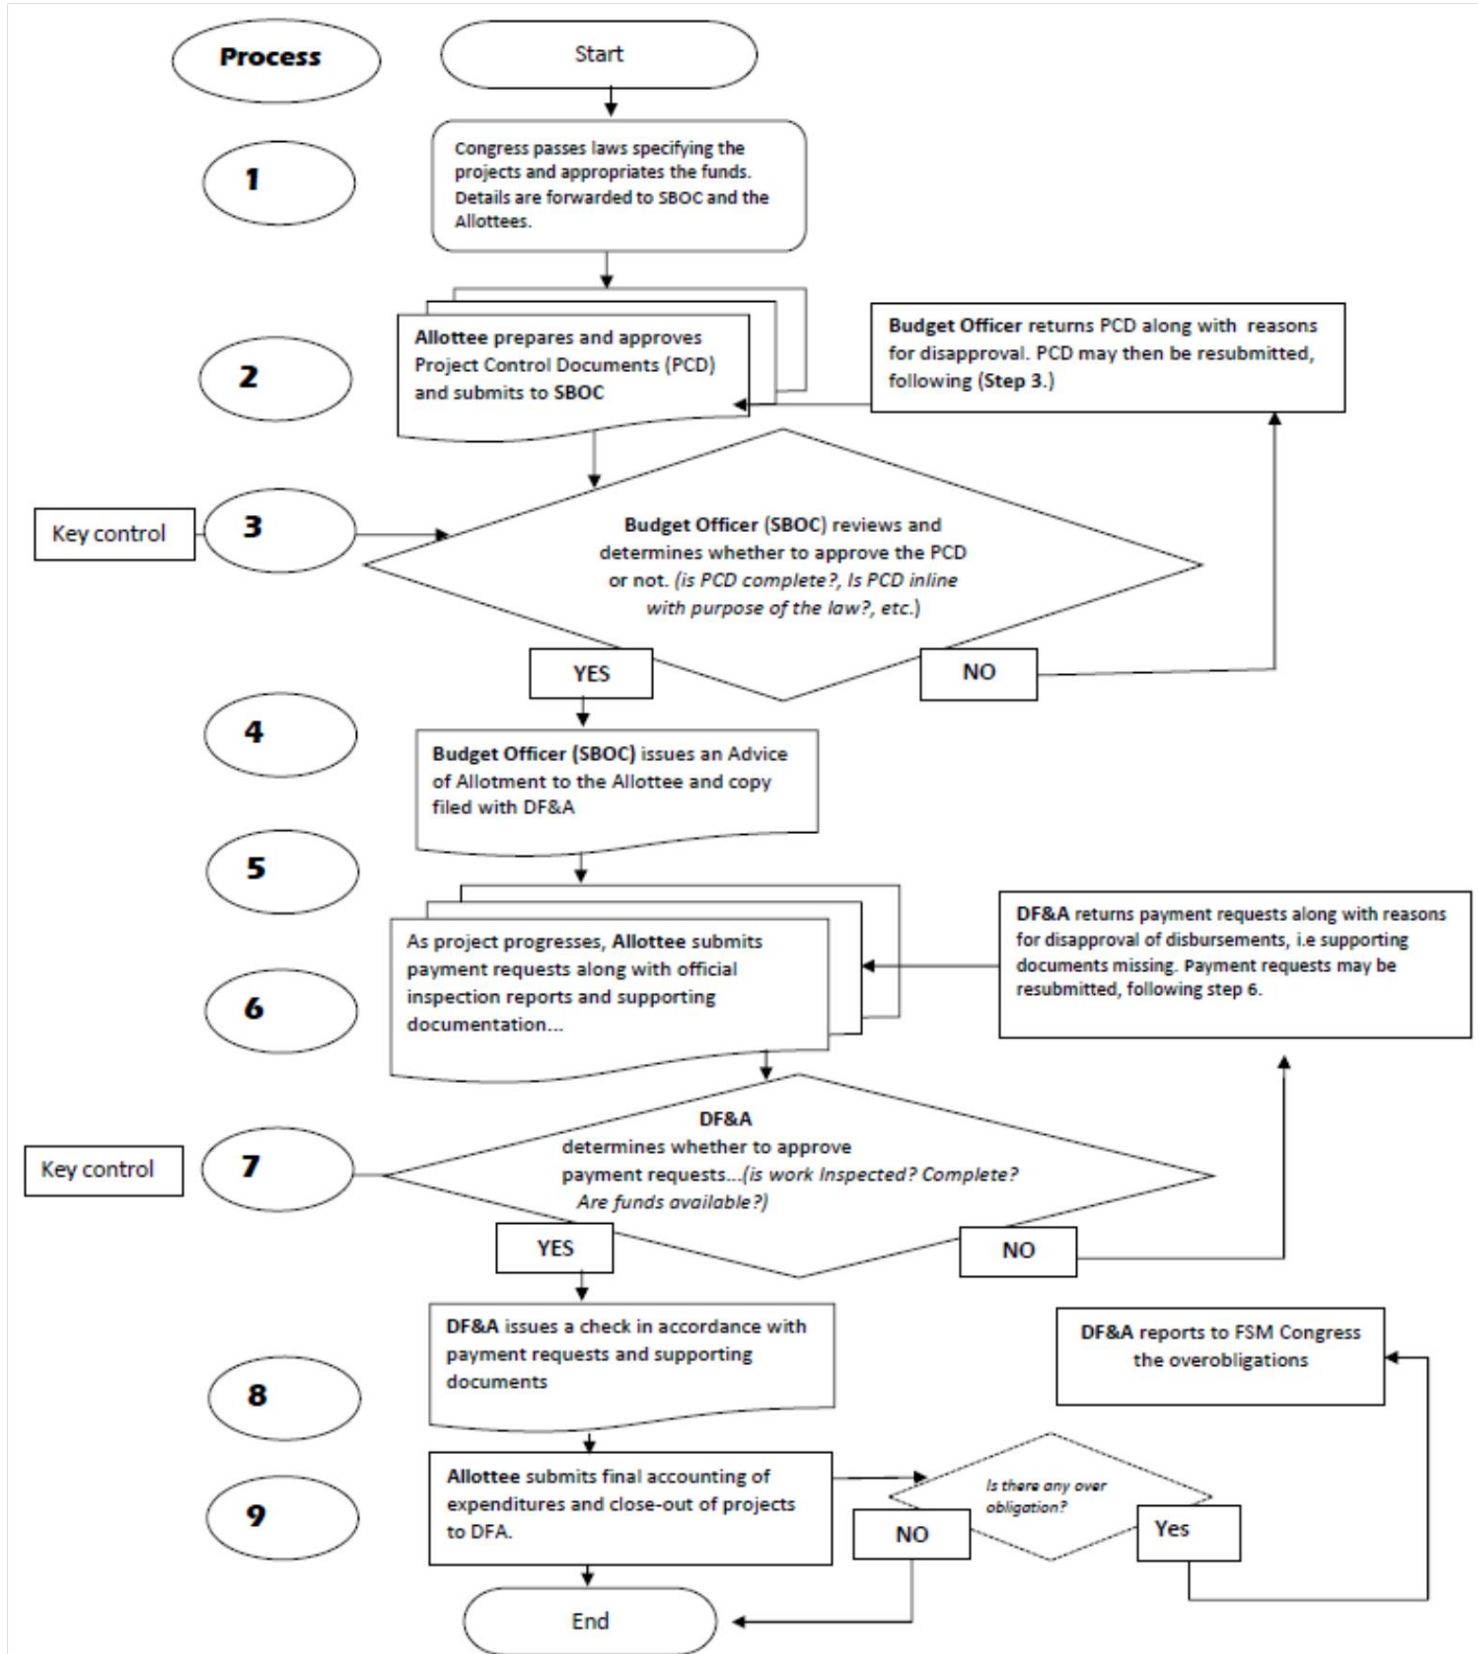 Process
Start
1
Congress passes laws specifying the
projects and appropriates the funds.
Details are forwarded to SBOC and the
Allottees.
2
Allottee prepares and approves
Project Control Documents (PCD)
and submits to SBOC
Budget Officer returns PCD along with reasons
for disapproval. PCD may then be resubmitted,
following (Step 3.)
Key control
3
Budget Officer (SBOC) reviews and
determines whether to approve the PCD
or not. (is PCD complete?, Is PCD inline
with purpose of the law?, etc.)
YES
NO
4
Budget Officer (SBOC) issues an Advice
of Allotment to the Allottee and copy
filed with DF&A
5
6
As project progresses, Allottee submits
payment requests along with official
inspection reports and supporting
documentation...
DF&A returns payment requests along with reasons
for disapproval of disbursements, i.e supporting
documents missing. Payment requests may be
resubmitted, following step 6.
Key control
7
DF&A
determines whether to approve
payment requests...(is work Inspected? Complete?
Are funds available?)
YES
NO
8
DF&A issues a check in accordance with
payment requests and supporting
documents
DF&A reports to FSM Congress
the overobligations
9
Allottee submits final accounting of
expenditures and close-out of projects
to DFA.
Is there any over
obligation?
NO
Yes
End